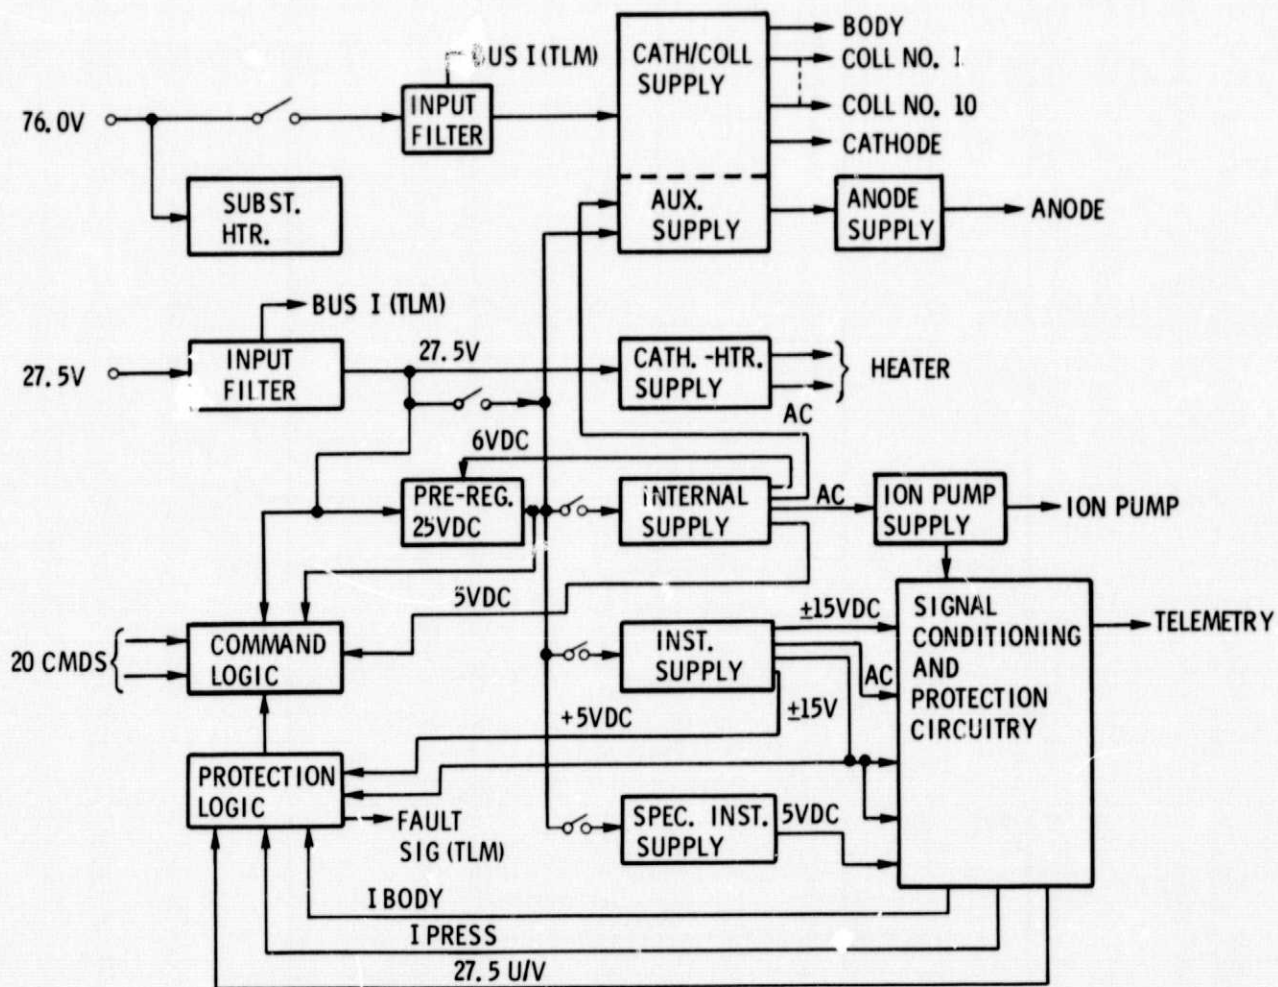 BODY
BUS I (TLM)
CATH/COLL
SUPPLY
COLL NO. 1
76.0V
INPUT
FILTER
COLL NO. 10
CATHODE
SUBST.
HTR.
AUX.
SUPPLY
ANODE
SUPPLY
ANODE
BUS I (TLM)
27.5V
INPUT
FILTER
27.5V
CATH.-HTR.
SUPPLY
HEATER
AC
6VDC
PRE-REG.
25VDC
INTERNAL
SUPPLY
AC
ION PUMP
SUPPLY
ION PUMP
5VDC
20 CMDS
COMMAND
LOGIC
INST.
SUPPLY
±15VDC
AC
±15V
SIGNAL
CONDITIONING
AND
PROTECTION
CIRCUITRY
TELEMETRY
+5VDC
PROTECTION
LOGIC
FAULT
SIG (TLM)
SPEC. INST.
SUPPLY
5VDC
I BODY
I PRESS
27.5 U/V